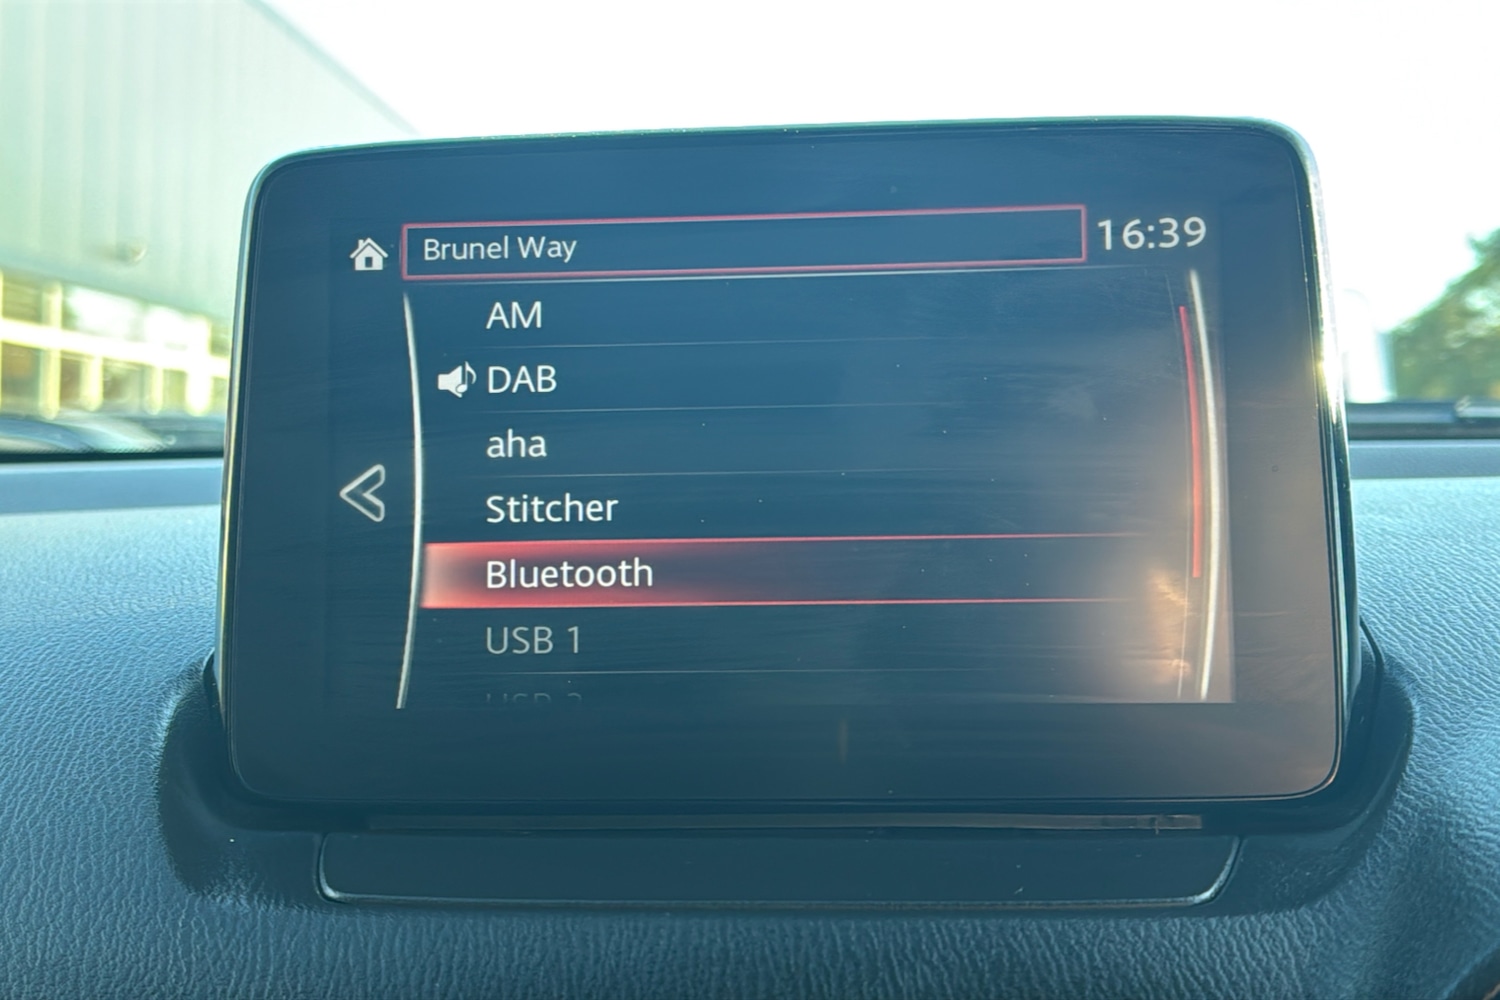 Brunel Way
16:39
AM
DAB
aha
Stitcher
Bluetooth
USB 1